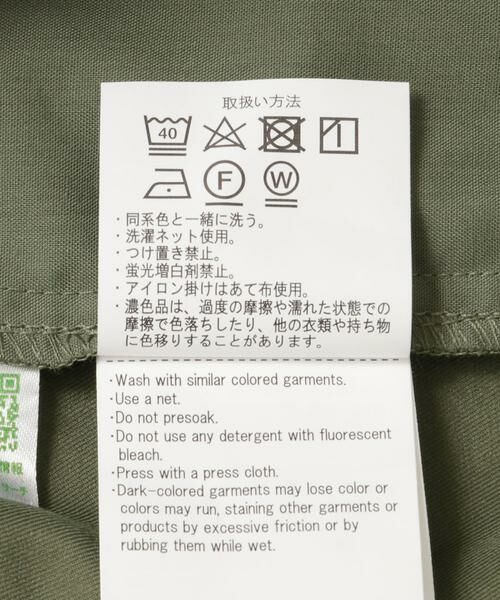 取扱い方法
40
F
W
・同系色と一緒に洗う。
・洗濯ネット使用。
・つけ置き禁止。
・蛍光増白剤禁止。
・アイロン掛けはあて布使用。
・濃色品は、過度の摩擦や濡れた状態での
摩擦で色落ちしたり、他の衣類や持ち物
に色移りすることがあります。
・Wash with similar colored garments.
・Use a net.
・Do not presoak.
・Do not use any detergent with fluorescent
bleach.
・Press with a press cloth.
・Dark-colored garments may lose color or
colors may run, staining other garments or
products by excessive friction or by
rubbing them while wet.
情報
サーチ